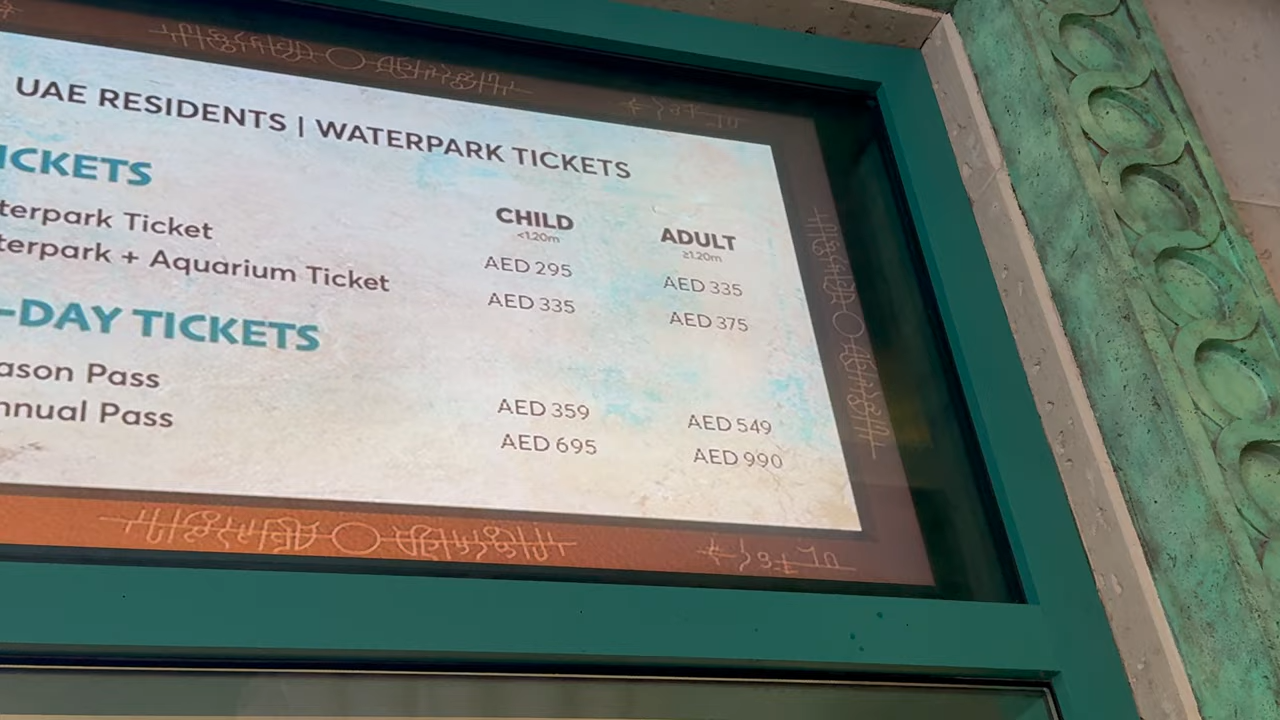 UAE RESIDENTS | WATERPARK TICKETS
ICKETS
CHILD ADULT
<1.20m ≥1.20m
terpark Ticket AED 295 AED 335
terpark + Aquarium Ticket AED 335 AED 375
-DAY TICKETS
ason Pass AED 359 AED 549
nnual Pass AED 695 AED 990